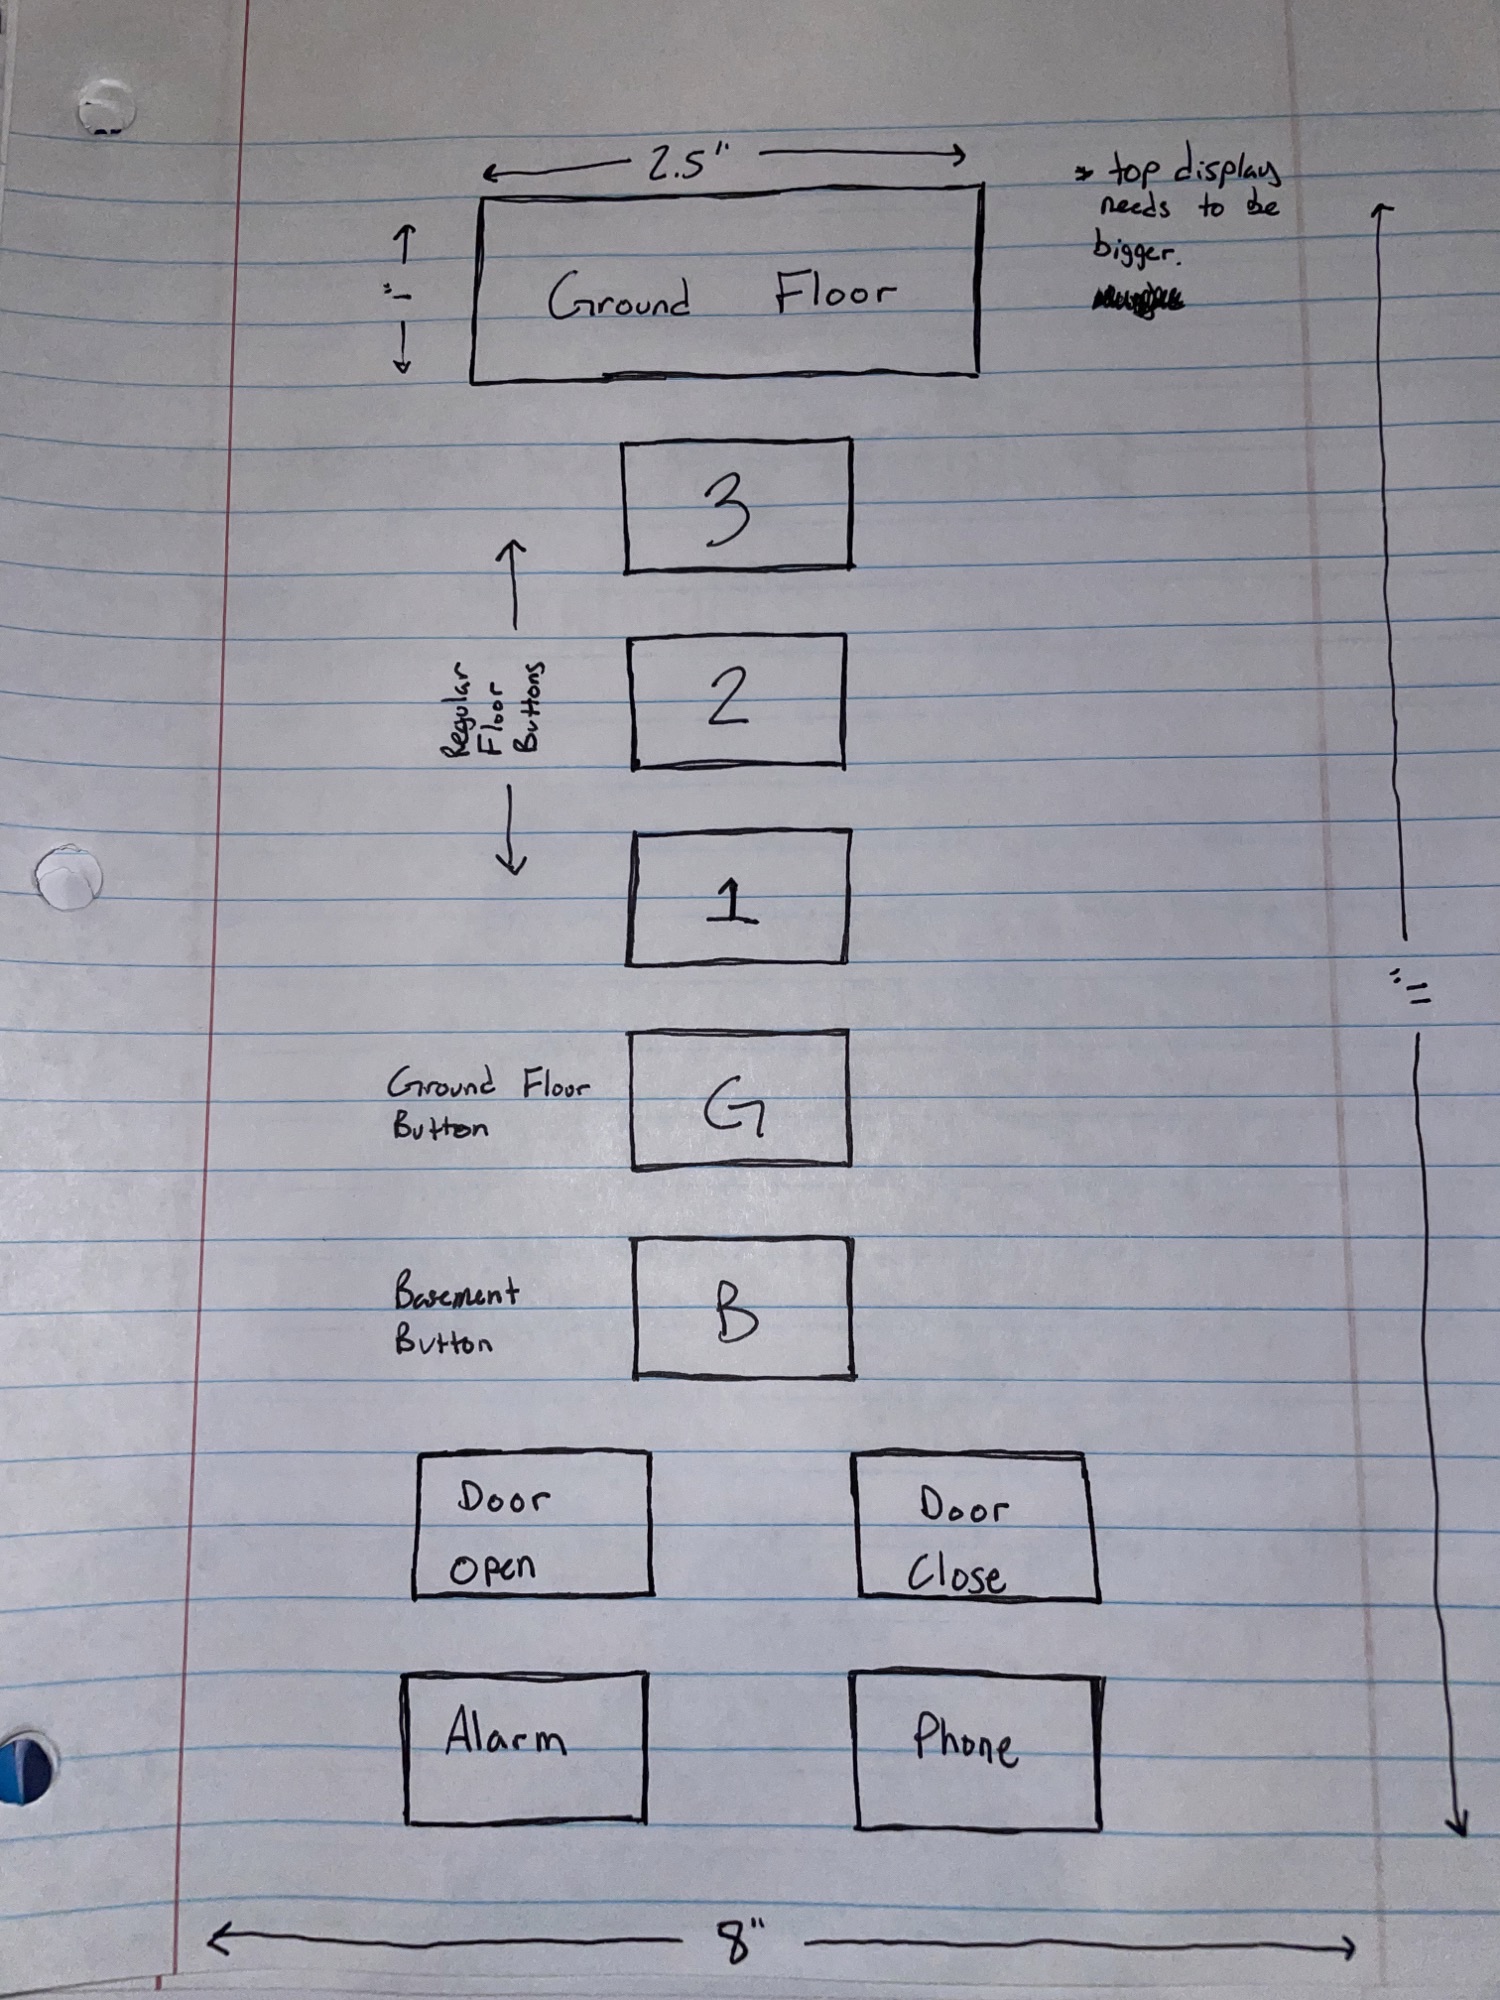 2.5"
* top display
needs to be
bigger.
1"
Ground Floor
3
Regular
Floor
Buttons
2
1
11"
Ground Floor
Button
G
Basement
Button
B
Door
Open
Door
Close
Alarm
Phone
8"